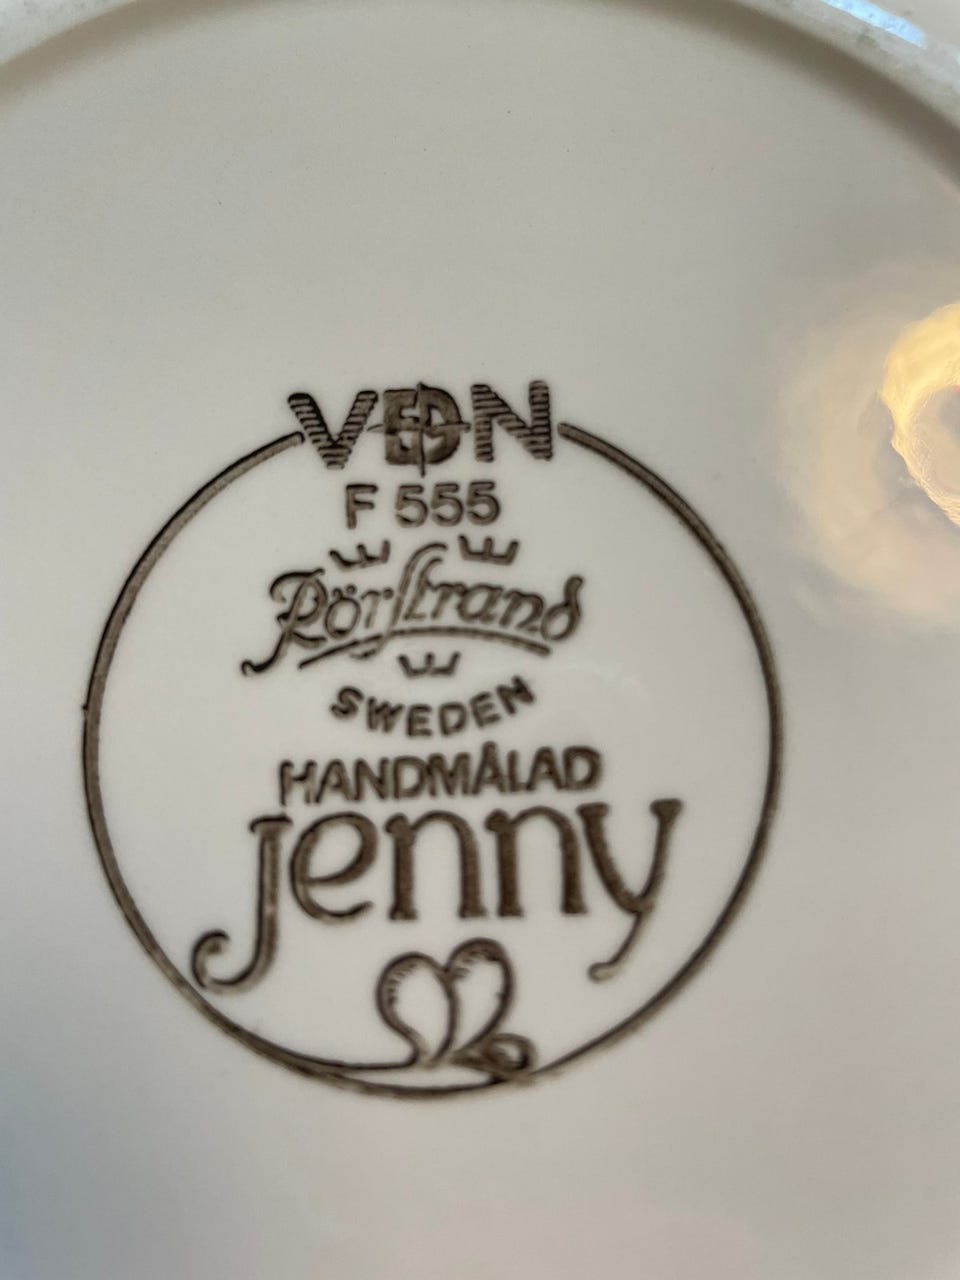 VDN
F 555
Rörstrand
SWEDEN
HANDMÅLAD
jenny